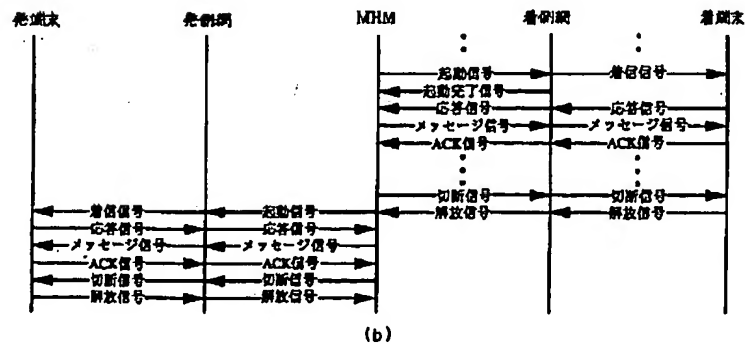 発端末 発側網 MHM 着側網 着端末
起動信号 着信信号
起動完了信号
応答信号 応答信号
メッセージ信号 メッセージ信号
ACK信号 ACK信号
切断信号 切断信号
着信信号 起動信号 解放信号 解放信号
応答信号 応答信号
メッセージ信号 メッセージ信号
ACK信号 ACK信号
切断信号 切断信号
解放信号 解放信号
(b)